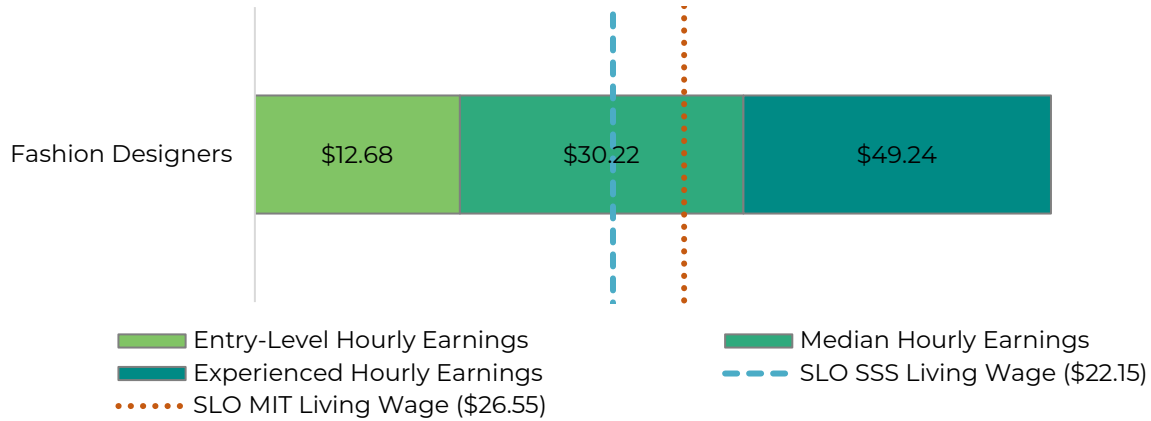 Fashion Designers $12.68 $30.22 $49.24
Entry-Level Hourly Earnings Median Hourly Earnings
Experienced Hourly Earnings SLO SSS Living Wage ($22.15)
SLO MIT Living Wage ($26.55)